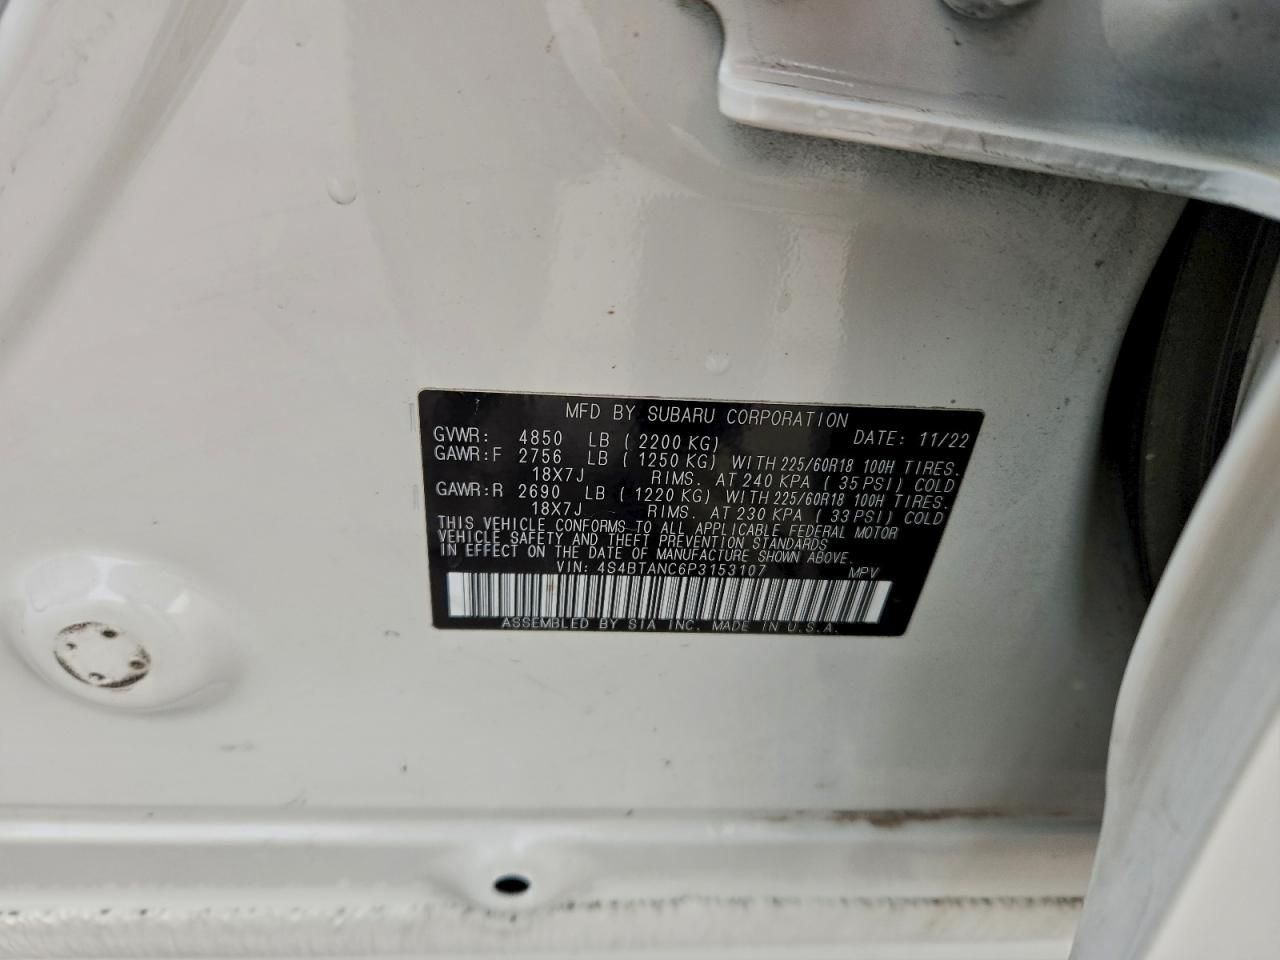 MFD BY SUBARU CORPORATION
GVWR: 4850 LB ( 2200 KG) DATE: 11/22
GAWR:F 2756 LB ( 1250 KG) WITH 225/60R18 100H TIRES.
18X7J RIMS. AT 240 KPA ( 35 PSI) COLD
GAWR:R 2690 LB ( 1220 KG) WITH 225/60R18 100H TIRES.
18X7J RIMS. AT 230 KPA ( 33 PSI) COLD
THIS VEHICLE CONFORMS TO ALL APPLICABLE FEDERAL MOTOR
VEHICLE SAFETY AND THEFT PREVENTION STANDARDS
IN EFFECT ON THE DATE OF MANUFACTURE SHOWN ABOVE.
VIN: 4S4BTANC6P3153107 MPV
ASSEMBLED BY SIA INC. MADE IN U.S.A.